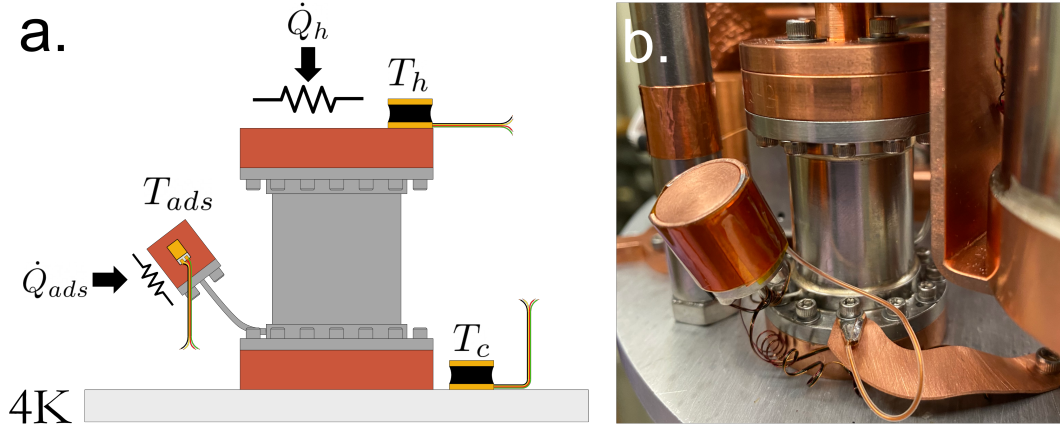 a.
Q̇_h
T_h
T_ads
Q̇_ads
T_c
4K
b.